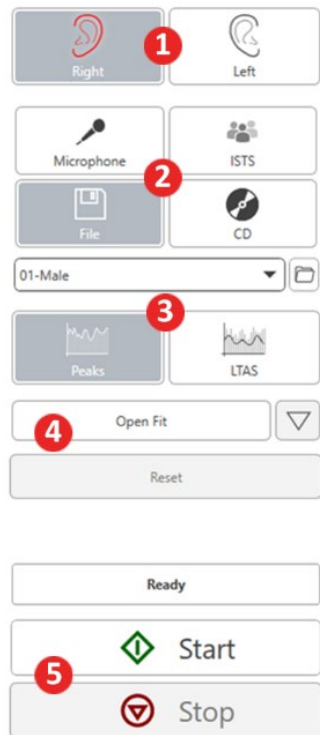 1
Right Left
Microphone ISTS
2
File CD
01-Male
3
Peaks LTAS
4 Open Fit
Reset
Ready
Start
5
Stop